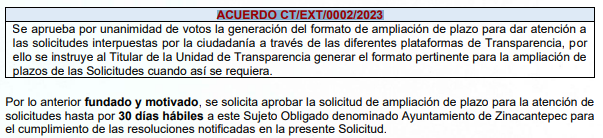 ACUERDO CT/EXT/0002/2023
Se aprueba por unanimidad de votos la generación del formato de ampliación de plazo para dar atención a
las solicitudes interpuestas por la ciudadanía a través de las diferentes plataformas de Transparencia, por
ello se instruye al Titular de la Unidad de Transparencia generar el formato pertinente para la ampliación de
plazos de las Solicitudes cuando así se requiera.
Por lo anterior fundado y motivado, se solicita aprobar la solicitud de ampliación de plazo para la atención de
solicitudes hasta por 30 días hábiles a este Sujeto Obligado denominado Ayuntamiento de Zinacantepec para
el cumplimiento de las resoluciones notificadas en la presente Solicitud.